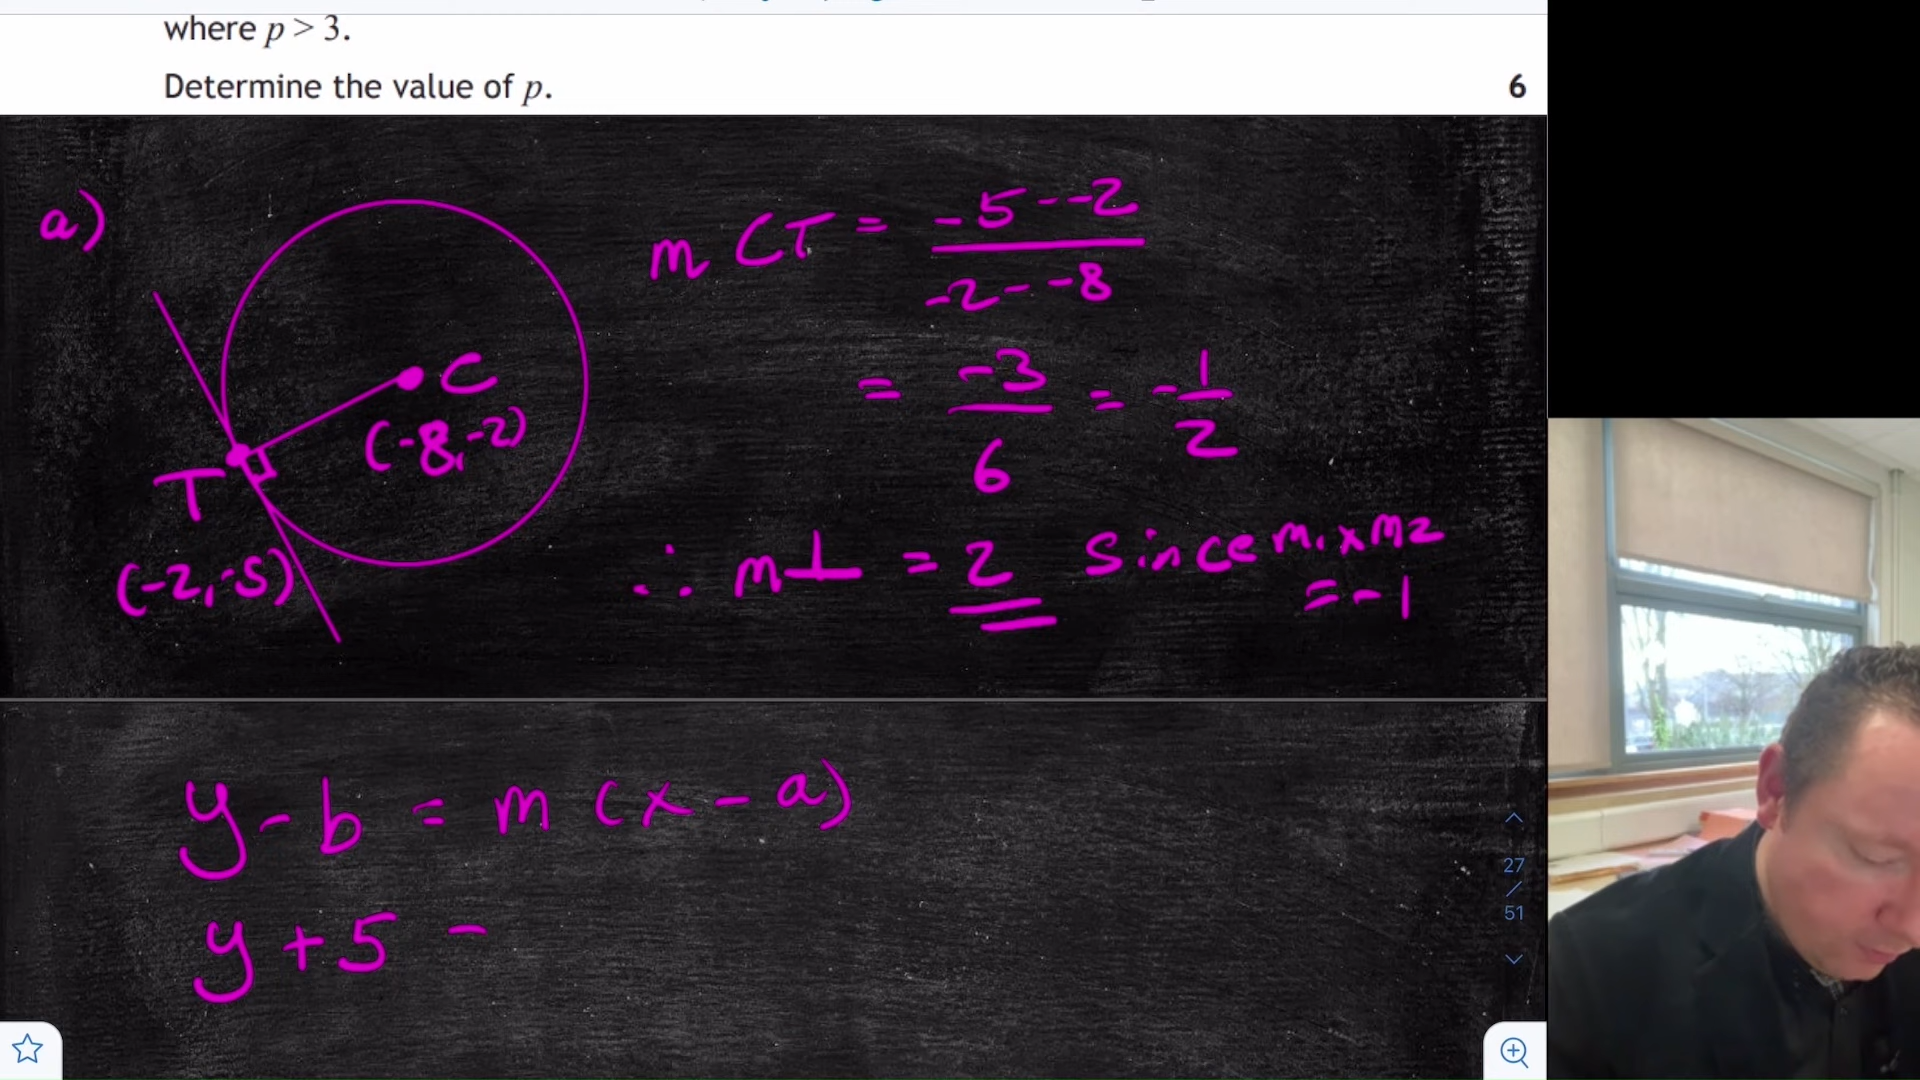 where p > 3.
Determine the value of p. 6
a)
m CT = -5--2 / -2--8
= -3/6 = -1/2
C
(-8,-2)
T
(-2,-5)
∴ m⊥ = 2 since m₁ x m2
= -1
y - b = m (x - a)
y + 5 -
27
/
51